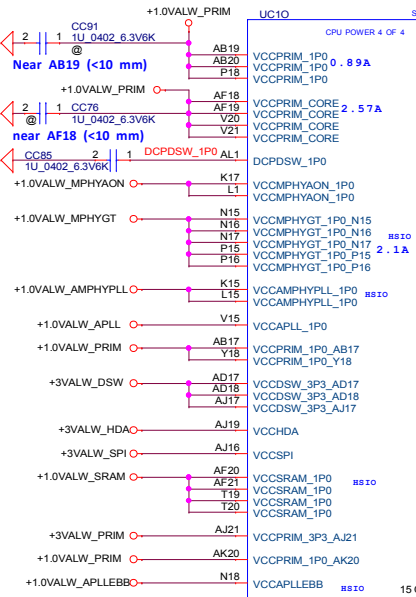 +1.0VALW_PRIM
UC1O
S
CC91
CPU POWER 4 OF 4
2 1
1U_0402_6.3V6K
@
Near AB19 (<10 mm)
AB19 VCCPRIM_1P0
AB20 VCCPRIM_1P0 0.89A
P18 VCCPRIM_1P0
+1.0VALW_PRIM
CC76
2 1
1U_0402_6.3V6K
@
near AF18 (<10 mm)
AF18 VCCPRIM_CORE
AF19 VCCPRIM_CORE 2.57A
V20 VCCPRIM_CORE
V21 VCCPRIM_CORE
CC85 2 1 DCPDSW_1P0 AL1 DCPDSW_1P0
1U_0402_6.3V6K
+1.0VALW_MPHYAON K17 VCCMPHYAON_1P0
L1 VCCMPHYAON_1P0
+1.0VALW_MPHYGT N15 VCCMPHYGT_1P0_N15
N16 VCCMPHYGT_1P0_N16 HSIO
N17 VCCMPHYGT_1P0_N17 2.1A
P15 VCCMPHYGT_1P0_P15
P16 VCCMPHYGT_1P0_P16
+1.0VALW_AMPHYPLL K15 VCCAMPHYPLL_1P0 HSIO
L15 VCCAMPHYPLL_1P0
+1.0VALW_APLL V15 VCCAPLL_1P0
+1.0VALW_PRIM AB17 VCCPRIM_1P0_AB17
Y18 VCCPRIM_1P0_Y18
+3VALW_DSW AD17 VCCDSW_3P3_AD17
AD18 VCCDSW_3P3_AD18
AJ17 VCCDSW_3P3_AJ17
+3VALW_HDA AJ19 VCCHDA
+3VALW_SPI AJ16 VCCSPI
+1.0VALW_SRAM AF20 VCCSRAM_1P0 HSIO
AF21 VCCSRAM_1P0
T19 VCCSRAM_1P0
T20 VCCSRAM_1P0
+3VALW_PRIM AJ21 VCCPRIM_3P3_AJ21
+1.0VALW_PRIM AK20 VCCPRIM_1P0_AK20
+1.0VALW_APLLEBB N18 VCCAPLLEBB HSIO 15